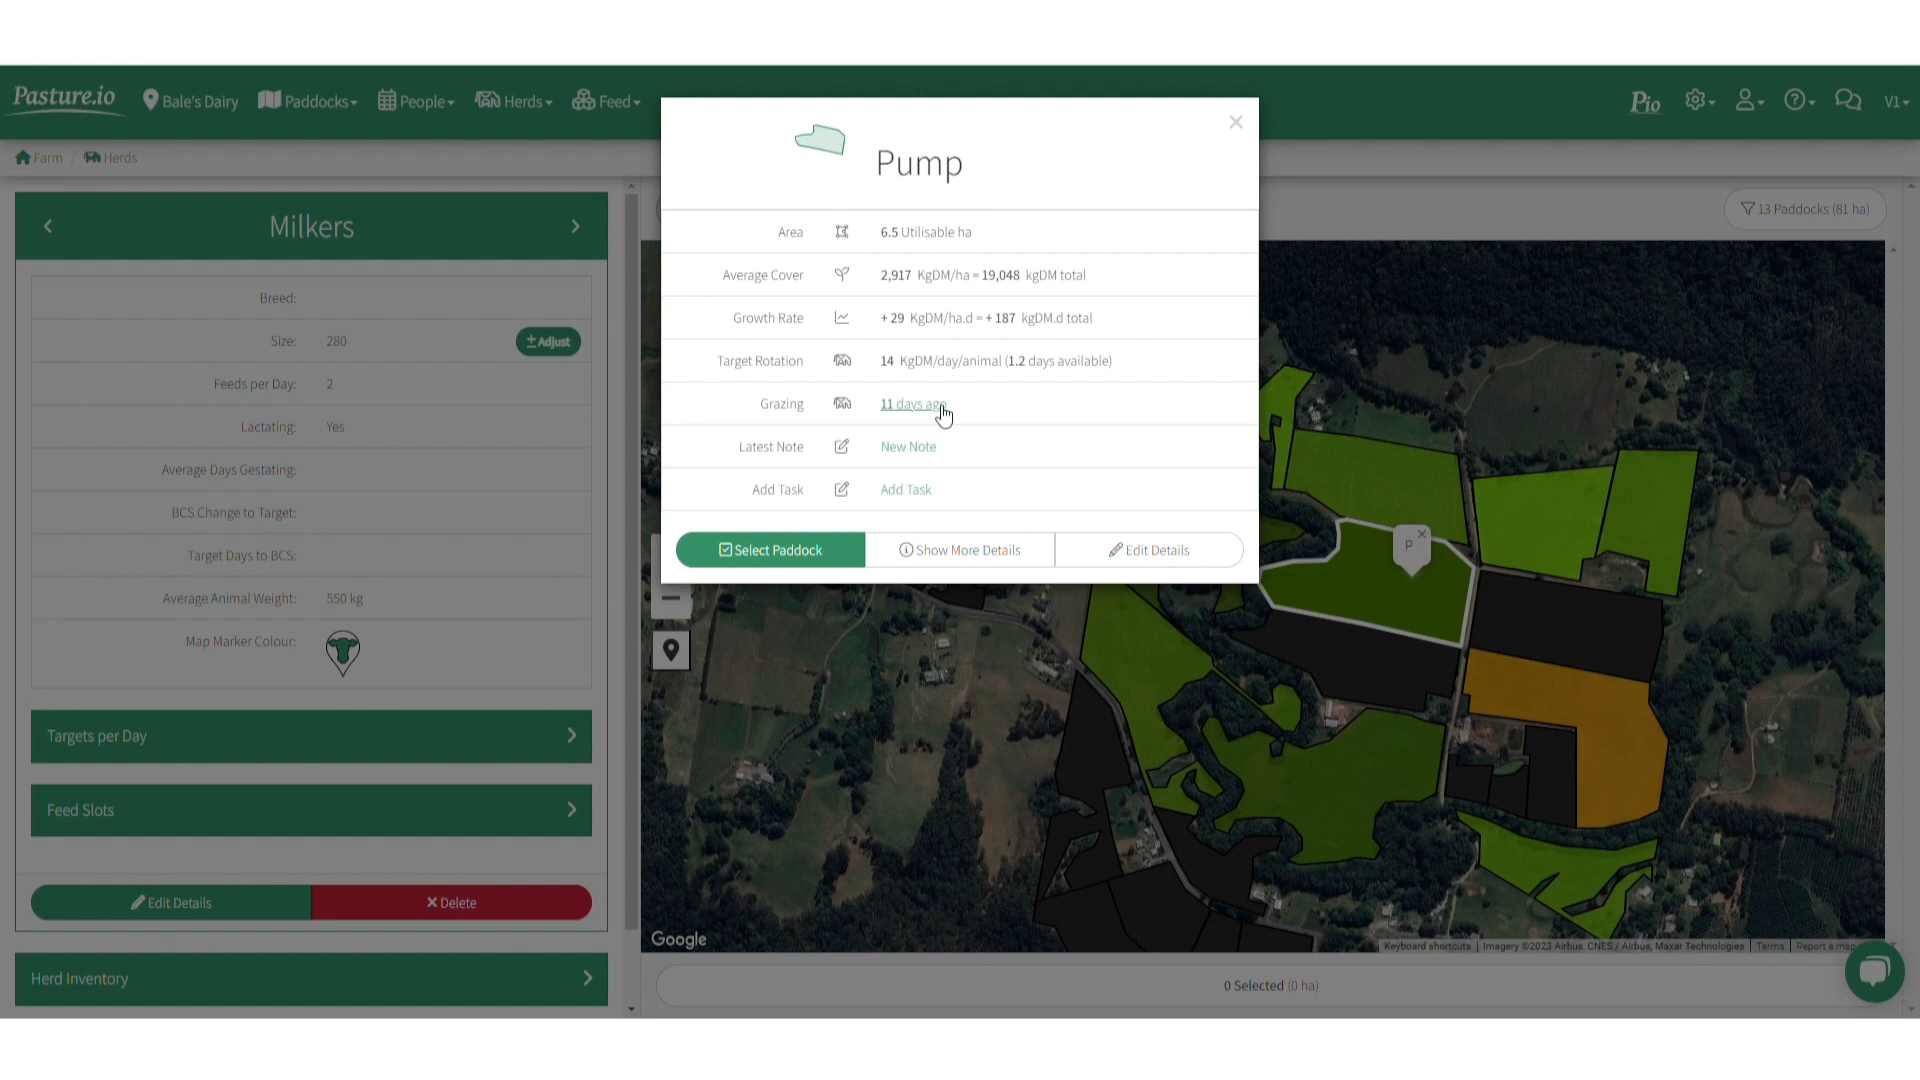 Pasture.io Bale's Dairy Paddocks People Herds Feed Pio V1
Farm / Herds
Milkers
Breed:
Size: 280 ± Adjust
Feeds per Day: 2
Lactating: Yes
Average Days Gestating:
BCS Change to Target:
Target Days to BCS:
Average Animal Weight: 550 kg
Map Marker Colour:
Targets per Day
Feed Slots
Edit Details Delete
Herd Inventory
Pump
Area 6.5 Utilisable ha
Average Cover 2,917 KgDM/ha = 19,048 kgDM total
Growth Rate + 29 KgDM/ha.d = + 187 kgDM.d total
Target Rotation 14 KgDM/day/animal (1.2 days available)
Grazing 11 days ago
Latest Note New Note
Add Task Add Task
Select Paddock Show More Details Edit Details
13 Paddocks (81 ha)
P
Google
Keyboard shortcuts Imagery ©2023 Airbus, CNES / Airbus, Maxar Technologies Terms Report a map
0 Selected (0 ha)